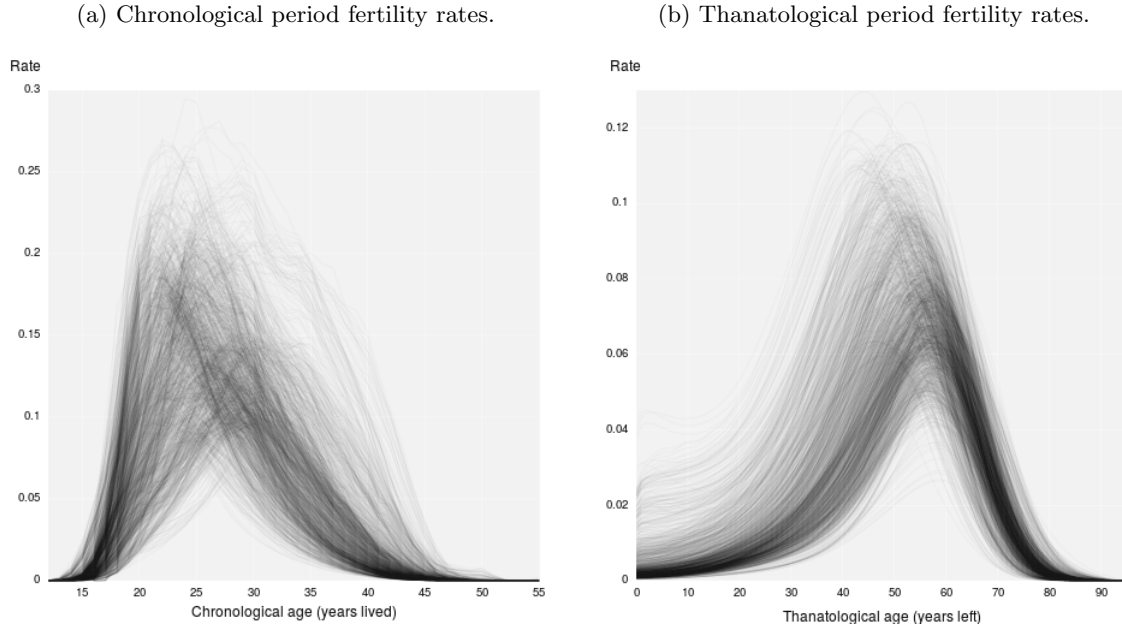 (a) Chronological period fertility rates.
Rate
0.3
0.25
0.2
0.15
0.1
0.05
0
15 20 25 30 35 40 45 50 55
Chronological age (years lived)
(b) Thanatological period fertility rates.
Rate
0.12
0.1
0.08
0.06
0.04
0.02
0
0 10 20 30 40 50 60 70 80 90
Thanatological age (years left)